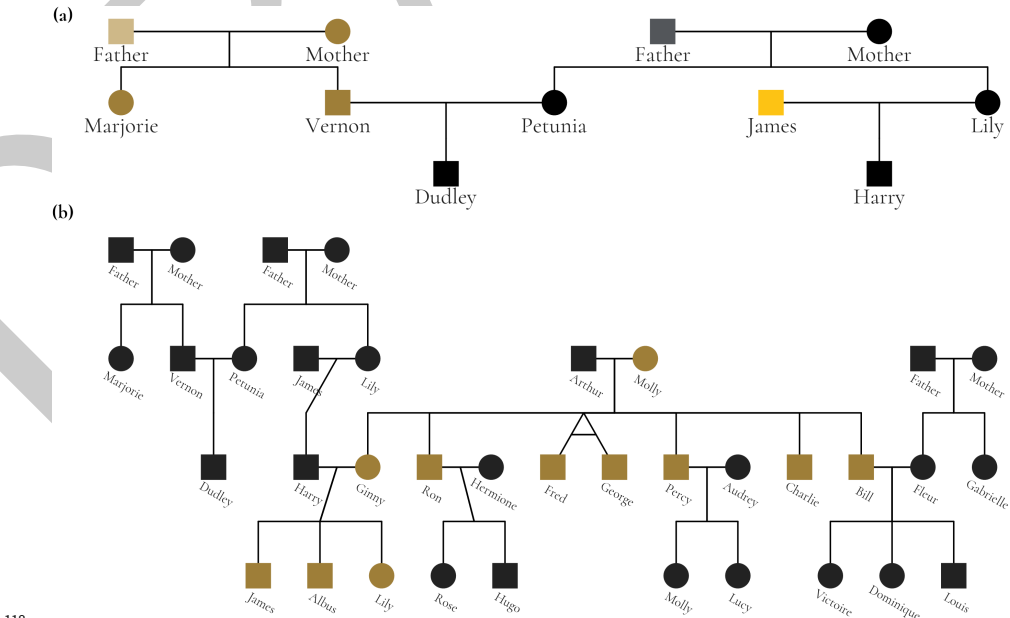 (a)
Father Mother Father Mother
Marjorie Vernon Petunia James Lily
Dudley Harry
(b)
Father Mother Father Mother
Marjorie Vernon Petunia James Lily Arthur Molly Father Mother
Dudley Harry Ginny Ron Hermione Fred George Percy Audrey Charlie Bill Fleur Gabrielle
James Albus Lily Rose Hugo Molly Lucy Victoire Dominique Louis